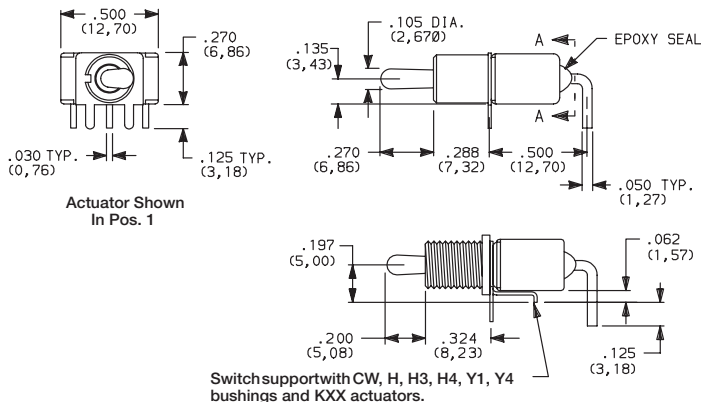 .500
(12,70)
.270
(6,86)
.030 TYP.
(0,76)
.125 TYP.
(3,18)
Actuator Shown
In Pos. 1
.105 DIA.
(2,670)
.135
(3,43)
A
EPOXY SEAL
A
.270
(6,86)
.288
(7,32)
.500
(12,70)
.050 TYP.
(1,27)
.197
(5,00)
.062
(1,57)
.200
(5,08)
.324
(8,23)
.125
(3,18)
Switch support with CW, H, H3, H4, Y1, Y4
bushings and KXX actuators.